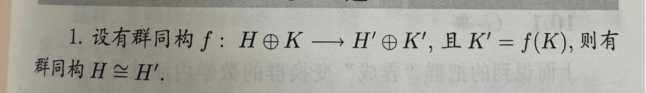 1. 设有群同构 f : H ⊕ K ⟶ H′ ⊕ K′, 且 K′ = f(K), 则有
群同构 H ≅ H′.